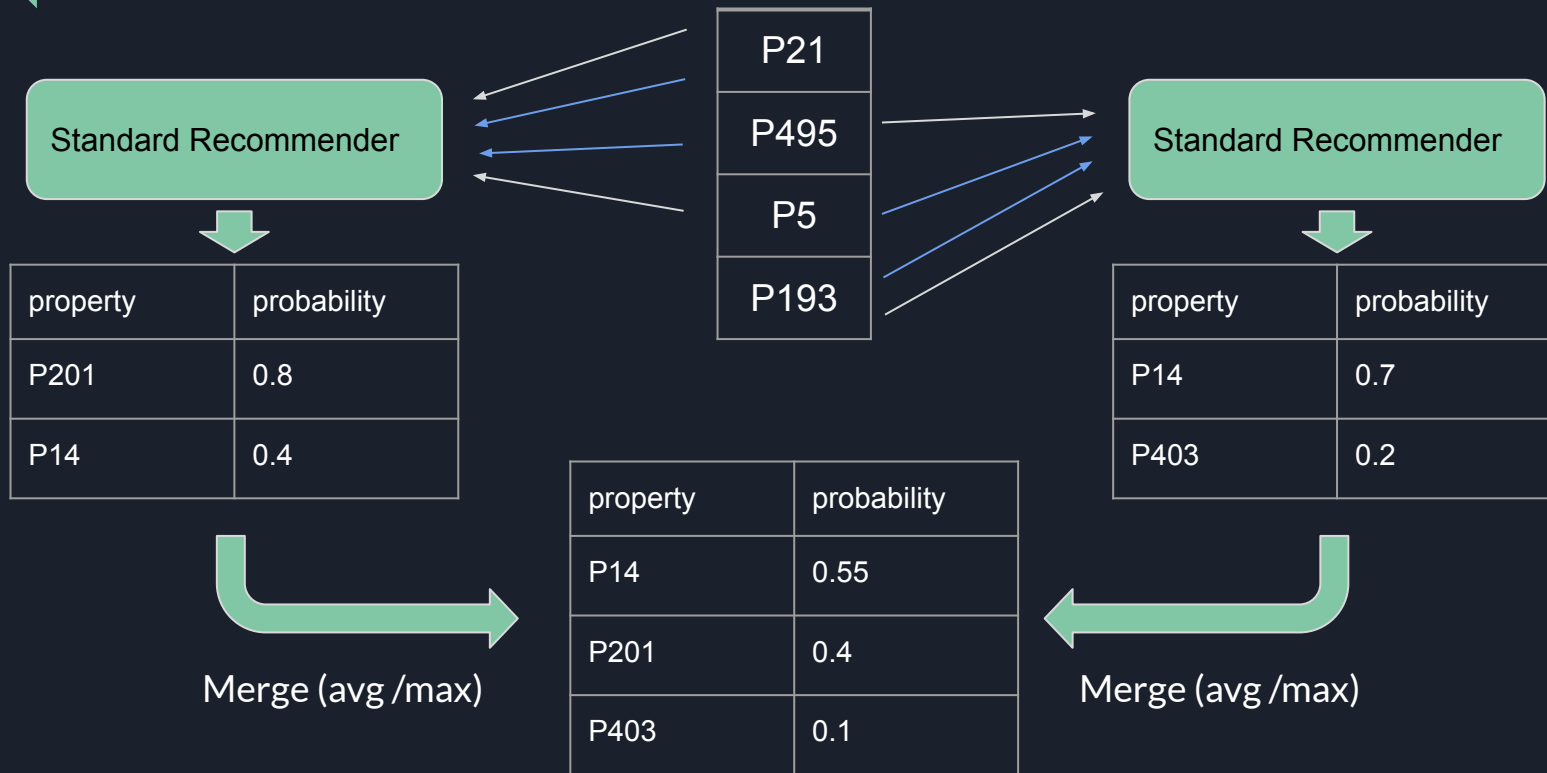 P21
P495
P5
P193
Standard Recommender
Standard Recommender
property probability
P201 0.8
P14 0.4
property probability
P14 0.7
P403 0.2
property probability
P14 0.55
P201 0.4
P403 0.1
Merge (avg /max)
Merge (avg /max)